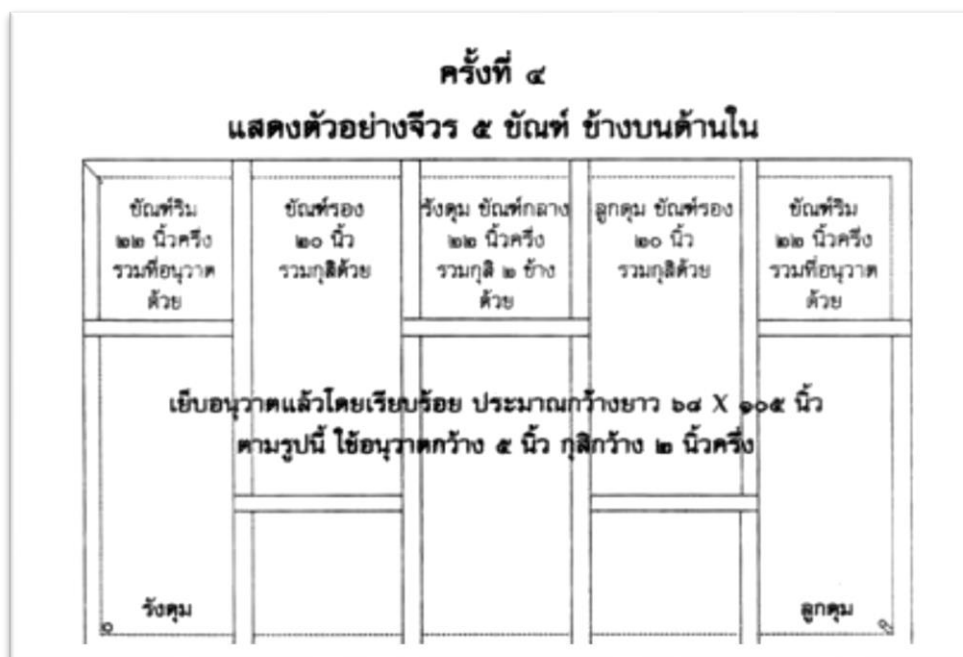 ครั้งที่ ๔
แสดงตัวอย่างจีวร ๕ ขัณฑ์ ข้างบนด้านใน
ขัณฑ์ริม
๒๒ นิ้วครึ่ง
รวมที่อนุวาต
ด้วย
ขัณฑ์รอง
๒๐ นิ้ว
รวมกุสิด้วย
รังดุม ขัณฑ์กลาง
๒๒ นิ้วครึ่ง
รวมกุสิ ๒ ข้าง
ด้วย
ลูกดุม ขัณฑ์รอง
๒๐ นิ้ว
รวมกุสิด้วย
ขัณฑ์ริม
๒๒ นิ้วครึ่ง
รวมที่อนุวาต
ด้วย
เย็บอนุวาตแล้วโดยเรียบร้อย ประมาณกว้างยาว ๖๔ X ๑๐๕ นิ้ว
ตามรูปนี้ ใช้อนุวาตกว้าง ๕ นิ้ว กุสิกว้าง ๒ นิ้วครึ่ง
รังดุม
ลูกดุม